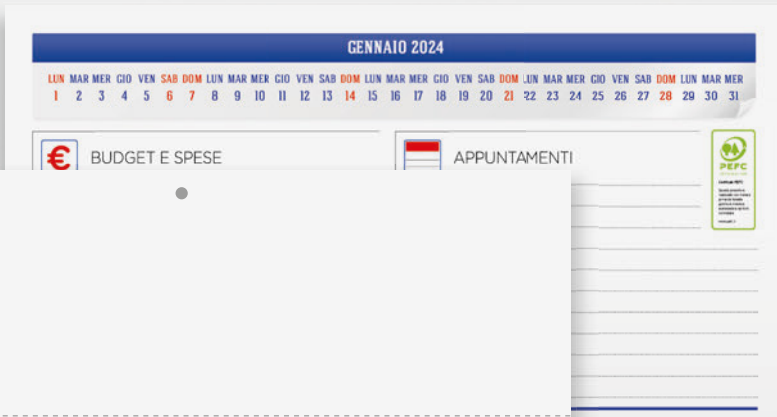 GENNAIO 2024
LUN MAR MER GIO VEN SAB DOM LUN MAR MER GIO VEN SAB DOM LUN MAR MER GIO VEN SAB DOM LUN MAR MER GIO VEN SAB DOM LUN MAR MER
1 2 3 4 5 6 7 8 9 10 11 12 13 14 15 16 17 18 19 20 21 22 23 24 25 26 27 28 29 30 31
€ BUDGET E SPESE
APPUNTAMENTI
PEFC